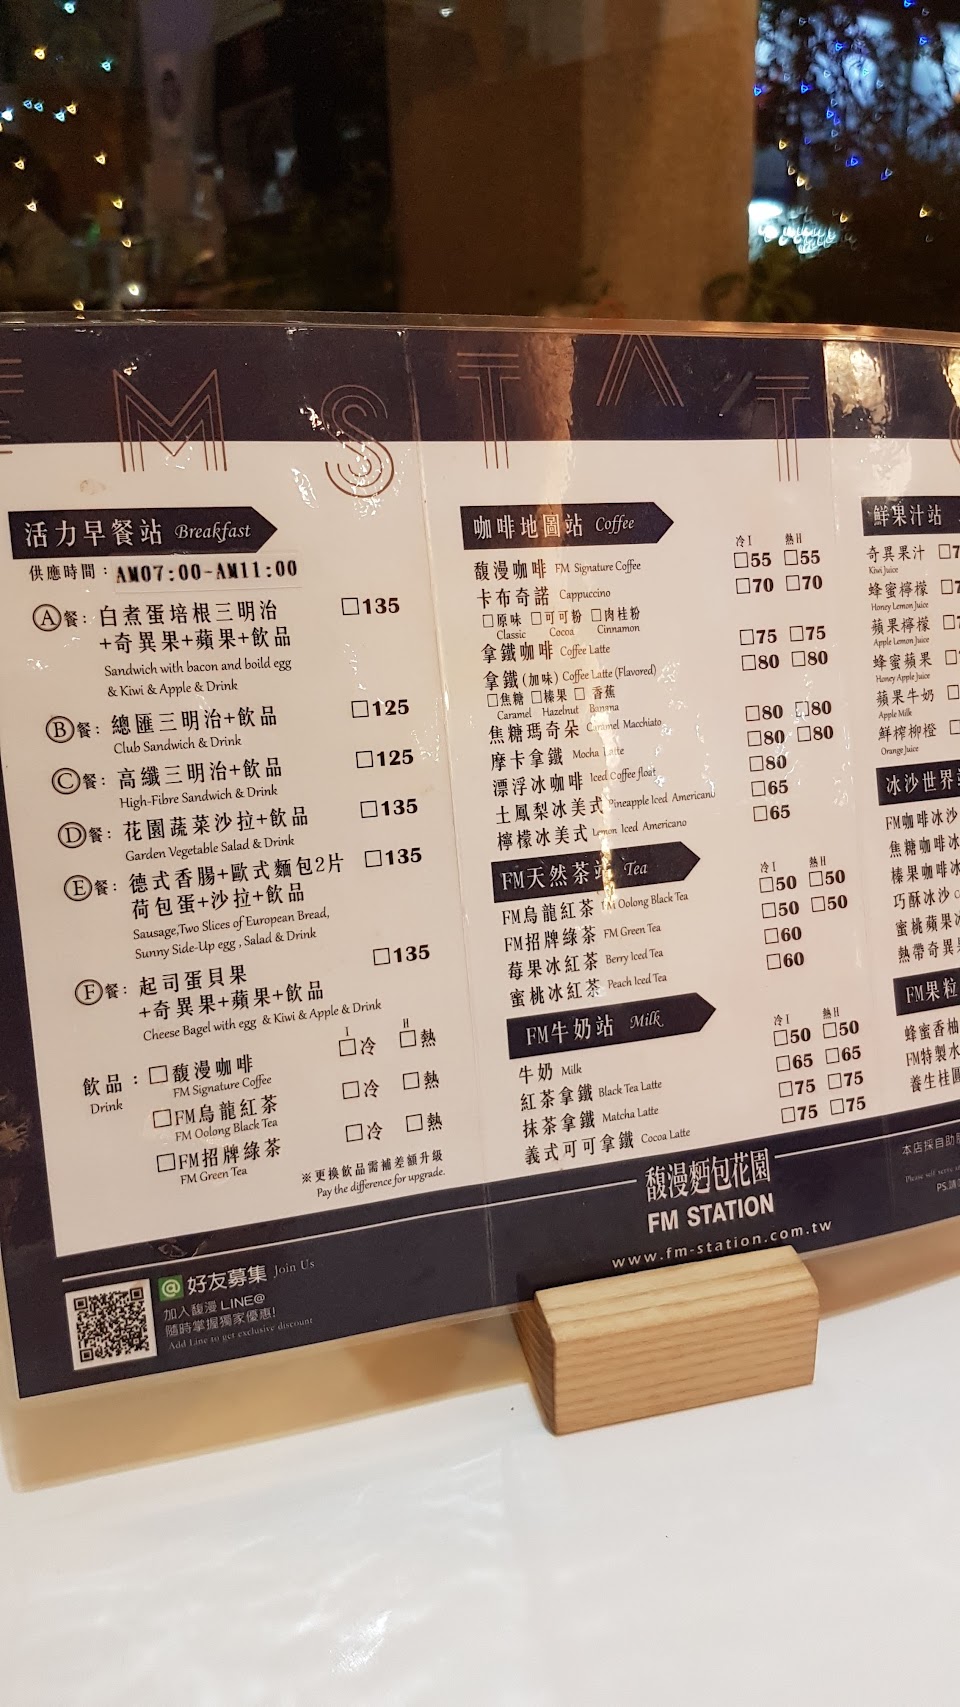 M S T A T
活力早餐站 Breakfast
供應時間：AM07:00-AM11:00
Ⓐ餐：白煮蛋培根三明治 □135
+奇異果+蘋果+飲品
Sandwich with bacon and boild egg
& Kiwi & Apple & Drink
Ⓑ餐：總匯三明治+飲品 □125
Club Sandwich & Drink
Ⓒ餐：高纖三明治+飲品 □125
High-Fibre Sandwich & Drink
Ⓓ餐：花園蔬菜沙拉+飲品 □135
Garden Vegetable Salad & Drink
Ⓔ餐：德式香腸+歐式麵包2片 □135
荷包蛋+沙拉+飲品
Sausage,Two Slices of European Bread,
Sunny Side-Up egg , Salad & Drink
Ⓕ餐：起司蛋貝果 □135
+奇異果+蘋果+飲品
Cheese Bagel with egg & Kiwi & Apple & Drink
I H
飲品：□馥漫咖啡 □冷 □熱
Drink FM Signature Coffee
□FM烏龍紅茶 □冷 □熱
FM Oolong Black Tea
□FM招牌綠茶 □冷 □熱
FM Green Tea
※更換飲品需補差額升級
Pay the difference for upgrade.
咖啡地圖站 Coffee
冷I 熱H
馥漫咖啡 FM Signature Coffee □55 □55
卡布奇諾 Cappuccino □70 □70
□原味 □可可粉 □肉桂粉
Classic Cocoa Cinnamon
拿鐵咖啡 Coffee Latte □75 □75
拿鐵(加味) Coffee Latte (Flavored) □80 □80
□焦糖 □榛果 □香蕉
Caramel Hazelnut Banana
焦糖瑪奇朵 Caramel Macchiato □80 □80
摩卡拿鐵 Mocha Latte □80 □80
漂浮冰咖啡 Iced Coffee float □80
土鳳梨冰美式 Pineapple Iced Americano □65
檸檬冰美式 Lemon Iced Americano □65
FM天然茶站 Tea
冷I 熱H
FM烏龍紅茶 FM Oolong Black Tea □50 □50
FM招牌綠茶 FM Green Tea □50 □50
莓果冰紅茶 Berry Iced Tea □60
蜜桃冰紅茶 Peach Iced Tea □60
FM牛奶站 Milk
冷I 熱H
牛奶 Milk □50 □50
紅茶拿鐵 Black Tea Latte □65 □65
抹茶拿鐵 Matcha Latte □75 □75
義式可可拿鐵 Cocoa Latte □75 □75
鮮果汁站
奇異果汁 □7
Kiwi Juice
蜂蜜檸檬 □7
Honey Lemon Juice
蘋果檸檬 □7
Apple Lemon Juice
蜂蜜蘋果
Honey Apple Juice
蘋果牛奶
Apple Milk
鮮榨柳橙
Orange Juice
冰沙世界
FM咖啡冰沙
焦糖咖啡冰
榛果咖啡冰
巧酥冰沙
蜜桃蘋果冰
熱帶奇異果
FM果粒
蜂蜜香柚
FM特製水
養生桂圓
馥漫麵包花園
FM STATION
www.fm-station.com.tw
本店採自助
Please self serve
PS.請
@好友募集 Join Us
加入馥漫 LINE@
隨時掌握獨家優惠!
Add Line to get exclusive discount